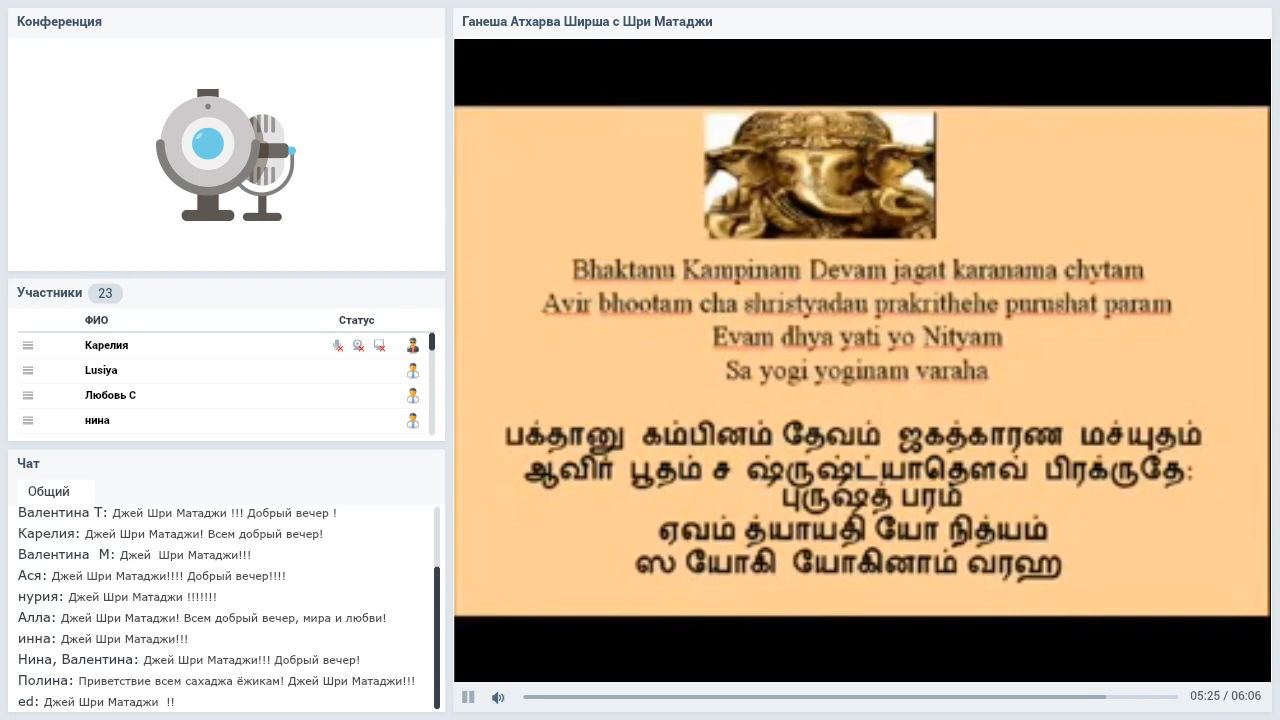 Конференция
Участники 23
ФИО Статус
Карелия
Lusiya
Любовь С
нина
Чат
Общий
Валентина Т: Джей Шри Матаджи !!! Добрый вечер !
Карелия: Джей Шри Матаджи! Всем добрый вечер!
Валентина М: Джей Шри Матаджи!!!
Ася: Джей Шри Матаджи!!!! Добрый вечер!!!!
нурия: Джей Шри Матаджи !!!!!!!
Алла: Джей Шри Матаджи! Всем добрый вечер, мира и любви!
инна: Джей Шри Матаджи!!!
Нина, Валентина: Джей Шри Матаджи!!! Добрый вечер!
Полина: Приветствие всем сахаджа ёжикам! Джей Шри Матаджи!!!
ed: Джей Шри Матаджи !!
Ганеша Атхарва Ширша с Шри Матаджи
Bhaktanu Kampinam Devam jagat karanama chytam
Avir bhootam cha shristyadau prakrithehe purushat param
Evam dhya yati yo Nityam
Sa yogi yoginam varaha
பக்தானு கம்பினம் தேவம் ஜகத்காரண மச்யுதம்
ஆவிர் பூதம் ச ஷ்ருஷ்ட்யாதௌவ் பிரக்ருதே:
புருஷத் பரம்
ஏவம் த்யாயதி யோ நித்யம்
ஸ யோகி யோகினாம் வரஹ
05:25 / 06:06